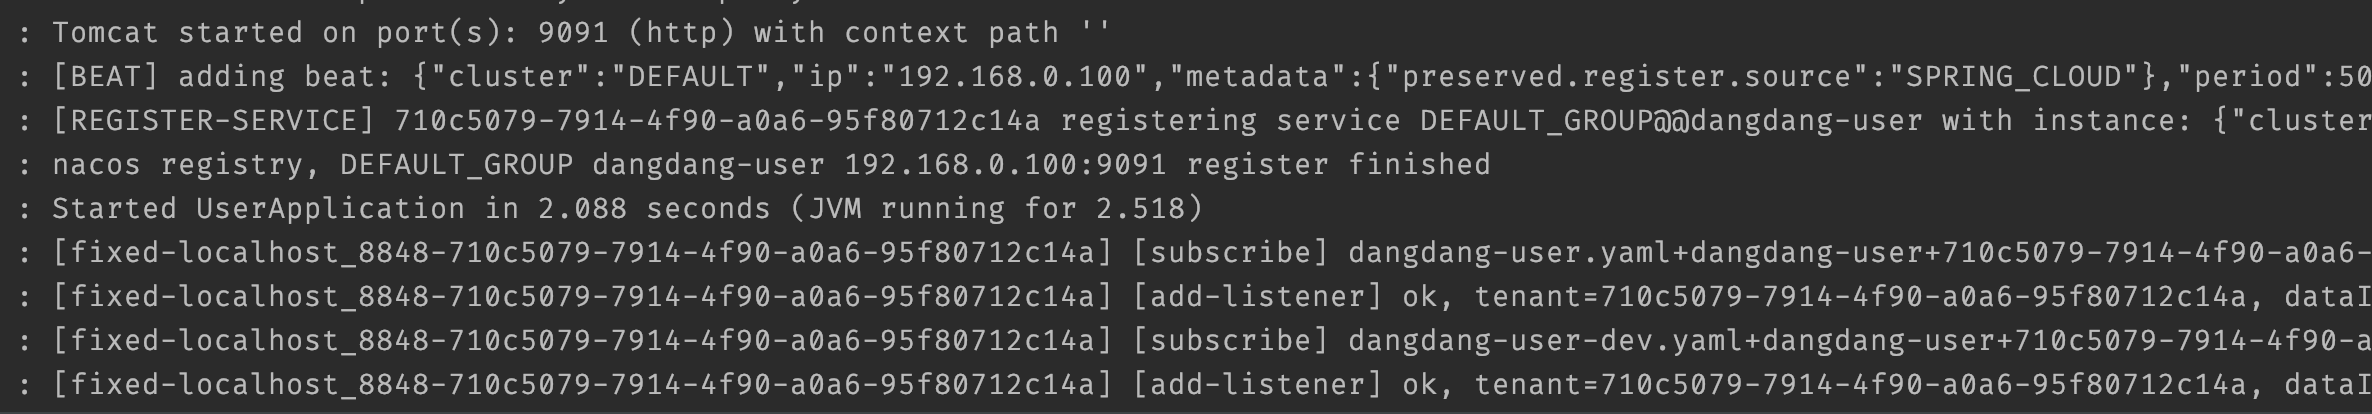 : Tomcat started on port(s): 9091 (http) with context path ''
: [BEAT] adding beat: {"cluster":"DEFAULT","ip":"192.168.0.100","metadata":{"preserved.register.source":"SPRING_CLOUD"},"period":50
: [REGISTER-SERVICE] 710c5079-7914-4f90-a0a6-95f80712c14a registering service DEFAULT_GROUP@@dangdang-user with instance: {"cluster
: nacos registry, DEFAULT_GROUP dangdang-user 192.168.0.100:9091 register finished
: Started UserApplication in 2.088 seconds (JVM running for 2.518)
: [fixed-localhost_8848-710c5079-7914-4f90-a0a6-95f80712c14a] [subscribe] dangdang-user.yaml+dangdang-user+710c5079-7914-4f90-a0a6-
: [fixed-localhost_8848-710c5079-7914-4f90-a0a6-95f80712c14a] [add-listener] ok, tenant=710c5079-7914-4f90-a0a6-95f80712c14a, dataI
: [fixed-localhost_8848-710c5079-7914-4f90-a0a6-95f80712c14a] [subscribe] dangdang-user-dev.yaml+dangdang-user+710c5079-7914-4f90-a
: [fixed-localhost_8848-710c5079-7914-4f90-a0a6-95f80712c14a] [add-listener] ok, tenant=710c5079-7914-4f90-a0a6-95f80712c14a, dataI